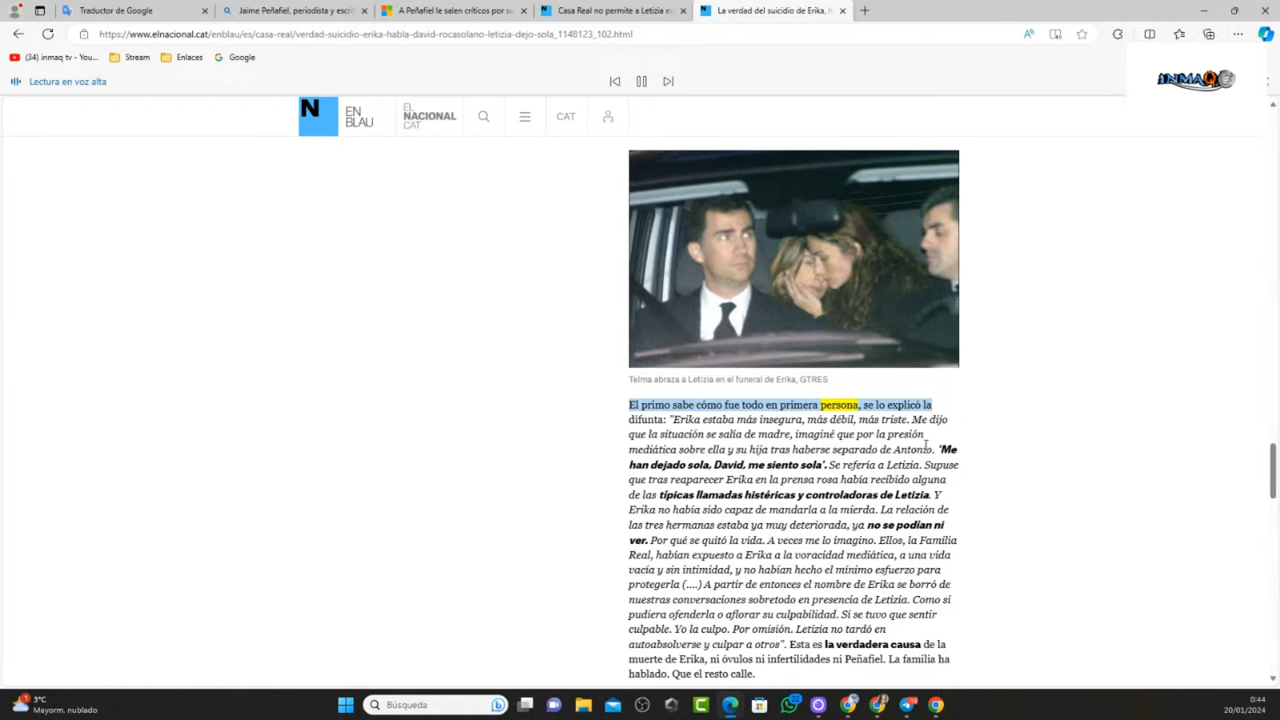 Traductor de Google
Jaime Peñafiel, periodista y escri
A Peñafiel le salen críticos por su
Casa Real no permite a Letizia ex
La verdad del suicidio de Erika, h
https://www.elnacional.cat/enblau/es/casa-real/verdad-suicidio-erika-habla-david-rocasolano-letizia-dejo-sola_1148123_102.html
(34) inmaq tv - You...
Stream
Enlaces
Google
Lectura en voz alta
INMAQ
N
EN
BLAU
EL
NACIONAL
CAT
CAT
Telma abraza a Letizia en el funeral de Erika, GTRES
El primo sabe cómo fue todo en primera persona, se lo explicó la
difunta: "Erika estaba más insegura, más débil, más triste. Me dijo
que la situación se salía de madre, imaginé que por la presión
mediática sobre ella y su hija tras haberse separado de Antonio. 'Me
han dejado sola, David, me siento sola'. Se refería a Letizia. Supuse
que tras reaparecer Erika en la prensa rosa había recibido alguna
de las típicas llamadas histéricas y controladoras de Letizia. Y
Erika no había sido capaz de mandarla a la mierda. La relación de
las tres hermanas estaba ya muy deteriorada, ya no se podían ni
ver. Por qué se quitó la vida. A veces me lo imagino. Ellos, la Familia
Real, habían expuesto a Erika a la voracidad mediática, a una vida
vacía y sin intimidad, y no habían hecho el mínimo esfuerzo para
protegerla (....) A partir de entonces el nombre de Erika se borró de
nuestras conversaciones sobretodo en presencia de Letizia. Como si
pudiera ofenderla o aflorar su culpabilidad. Sí se tuvo que sentir
culpable. Yo la culpo. Por omisión. Letizia no tardó en
autoabsolverse y culpar a otros". Esta es la verdadera causa de la
muerte de Erika, ni óvulos ni infertilidades ni Peñafiel. La familia ha
hablado. Que el resto calle.
1
3°C
Mayorm. nublado
Búsqueda
0:44
20/01/2024